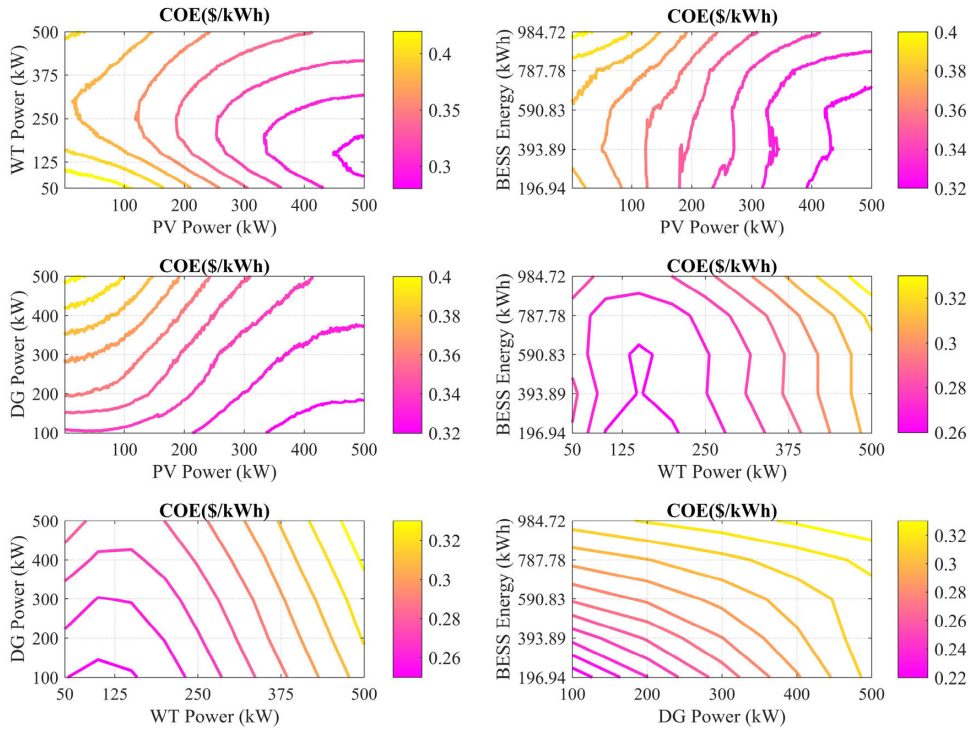 COE($/kWh)
500
375
250
125
50
WT Power (kW)
100 200 300 400 500
PV Power (kW)
0.4
0.35
0.3
COE($/kWh)
984.72
787.78
590.83
393.89
196.94
BESS Energy (kWh)
100 200 300 400 500
PV Power (kW)
0.4
0.38
0.36
0.34
0.32
COE($/kWh)
500
400
300
200
100
DG Power (kW)
100 200 300 400 500
PV Power (kW)
0.4
0.38
0.36
0.34
0.32
COE($/kWh)
984.72
787.78
590.83
393.89
196.94
BESS Energy (kWh)
50 125 250 375 500
WT Power (kW)
0.32
0.3
0.28
0.26
COE($/kWh)
500
400
300
200
100
DG Power (kW)
50 125 250 375 500
WT Power (kW)
0.32
0.3
0.28
0.26
COE($/kWh)
984.72
787.78
590.83
393.89
196.94
BESS Energy (kWh)
100 200 300 400 500
DG Power (kW)
0.32
0.3
0.28
0.26
0.24
0.22